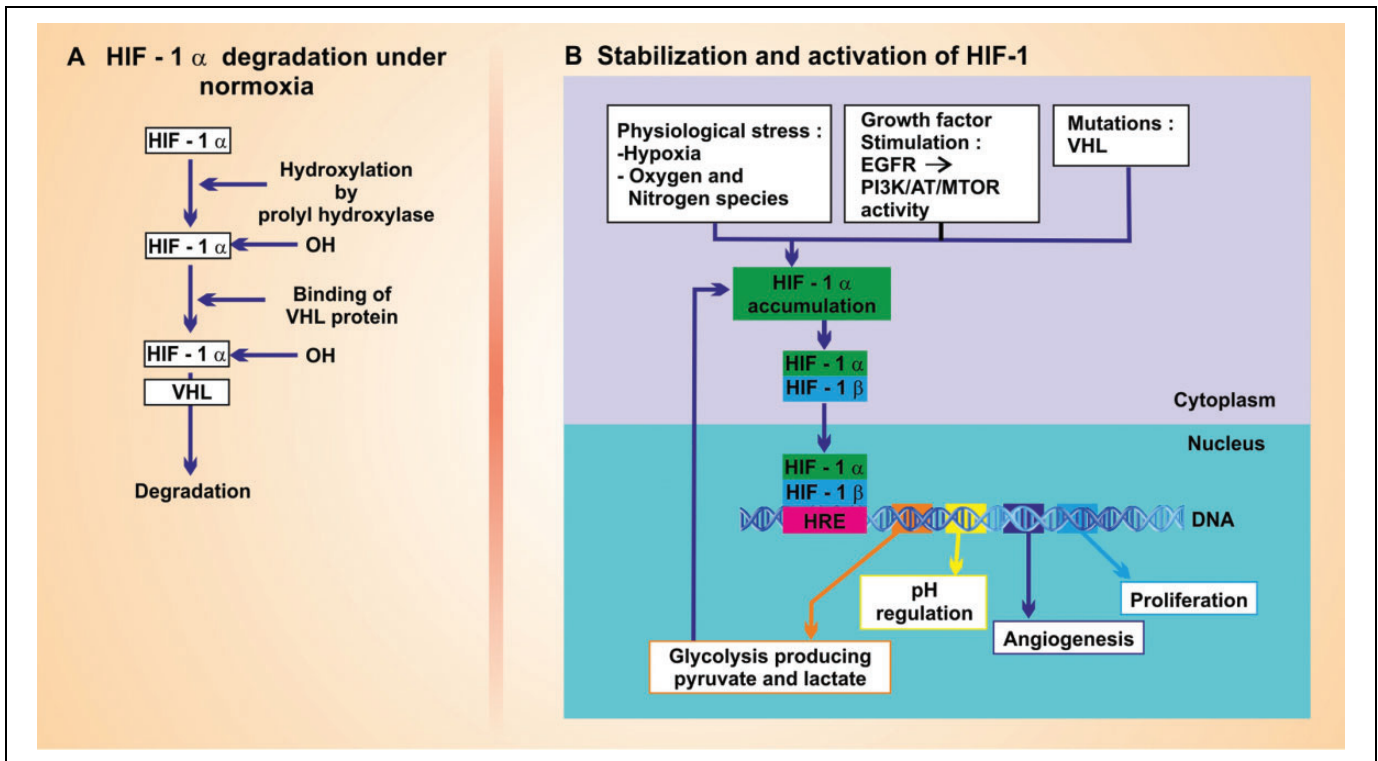 A HIF - 1 α degradation under
normoxia
HIF - 1 α
Hydroxylation
by
prolyl hydroxylase
HIF - 1 α
OH
Binding of
VHL protein
HIF - 1 α
OH
VHL
Degradation
B Stabilization and activation of HIF-1
Physiological stress :
-Hypoxia
- Oxygen and
Nitrogen species
Growth factor
Stimulation :
EGFR →
PI3K/AT/MTOR
activity
Mutations :
VHL
HIF - 1 α
accumulation
HIF - 1 α
HIF - 1 β
Cytoplasm
Nucleus
HIF - 1 α
HIF - 1 β
HRE
DNA
Glycolysis producing
pyruvate and lactate
pH
regulation
Angiogenesis
Proliferation